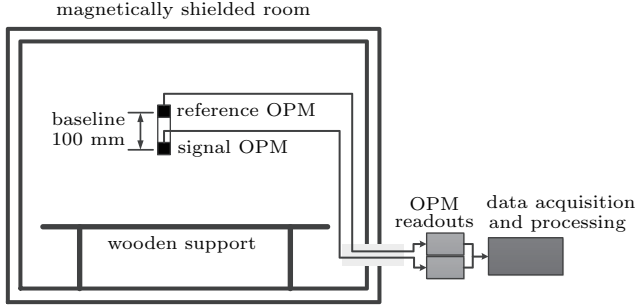 magnetically shielded room
reference OPM
baseline
100 mm
signal OPM
OPM
readouts
data acquisition
and processing
wooden support